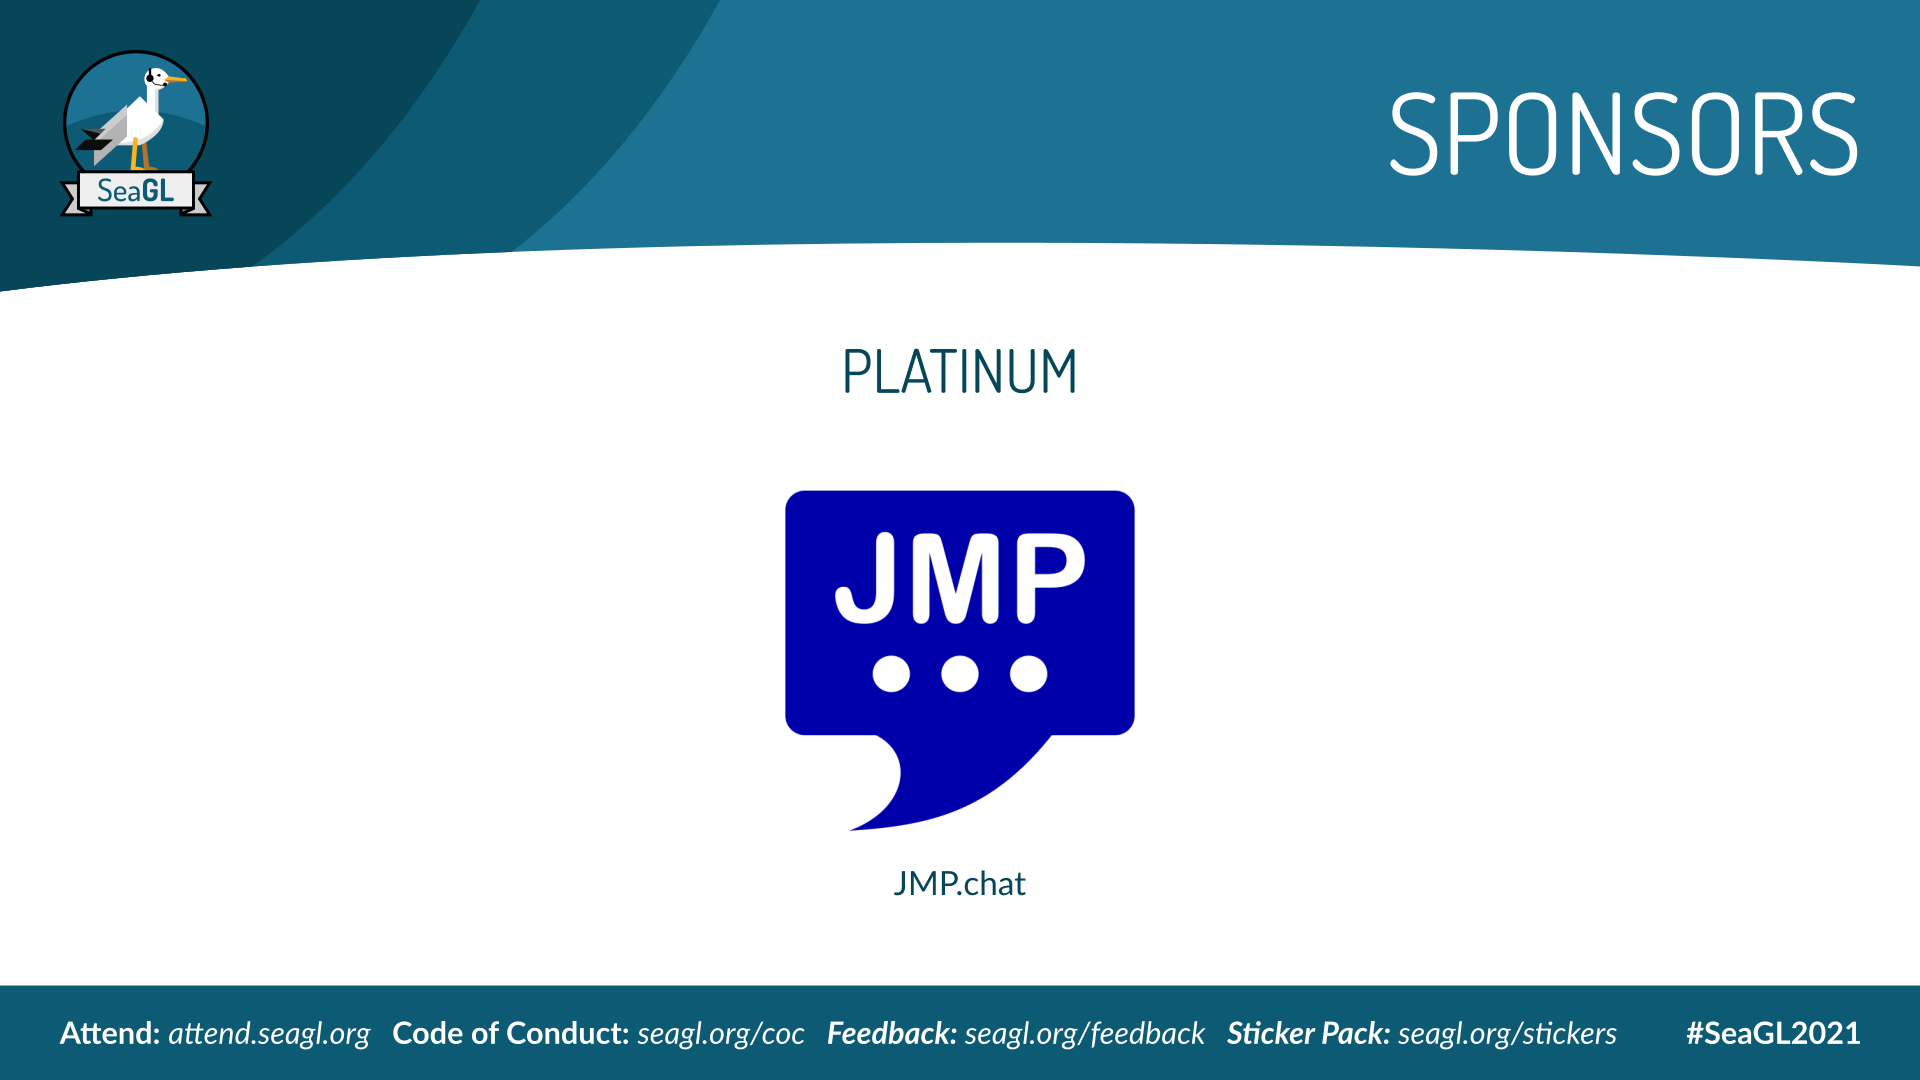 SeaGL
SPONSORS
PLATINUM
JMP
JMP.chat
Attend: attend.seagl.org Code of Conduct: seagl.org/coc Feedback: seagl.org/feedback Sticker Pack: seagl.org/stickers #SeaGL2021